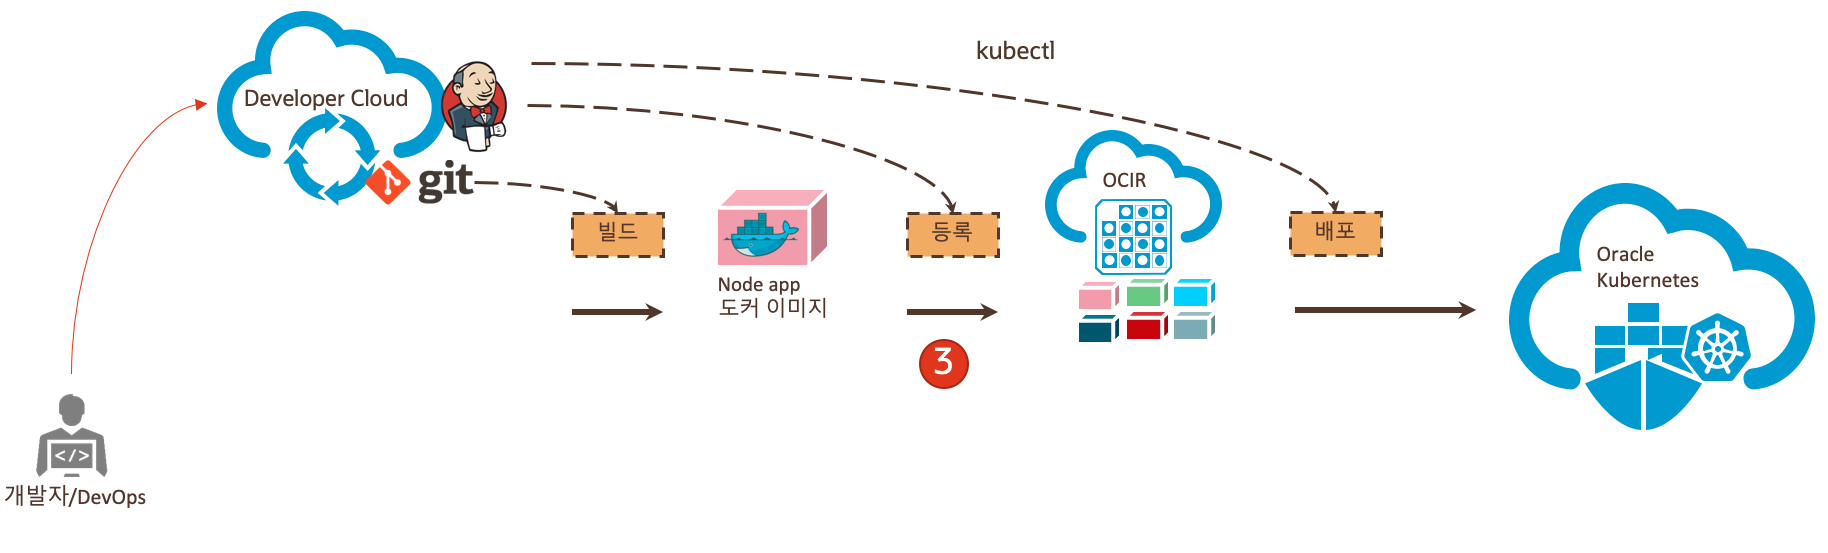 kubectl
Developer Cloud
git
OCIR
빌드
등록
배포
Oracle
Kubernetes
Node app
도커 이미지
3
</>
개발자/DevOps